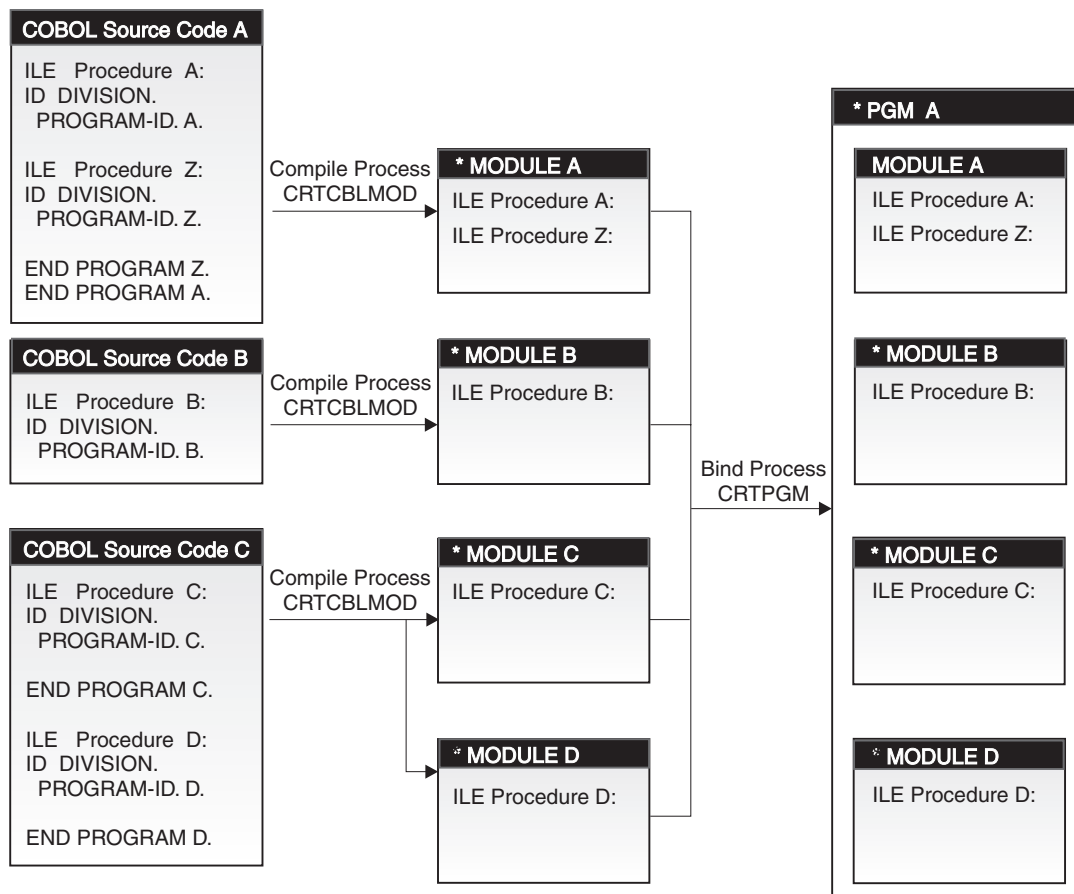 COBOL Source Code A
ILE Procedure A:
ID DIVISION.
PROGRAM-ID. A.
ILE Procedure Z:
ID DIVISION.
PROGRAM-ID. Z.
END PROGRAM Z.
END PROGRAM A.
COBOL Source Code B
ILE Procedure B:
ID DIVISION.
PROGRAM-ID. B.
COBOL Source Code C
ILE Procedure C:
ID DIVISION.
PROGRAM-ID. C.
END PROGRAM C.
ILE Procedure D:
ID DIVISION.
PROGRAM-ID. D.
END PROGRAM D.
Compile Process
CRTCBLMOD
Compile Process
CRTCBLMOD
Compile Process
CRTCBLMOD
* MODULE A
ILE Procedure A:
ILE Procedure Z:
* MODULE B
ILE Procedure B:
* MODULE C
ILE Procedure C:
* MODULE D
ILE Procedure D:
Bind Process
CRTPGM
* PGM A
MODULE A
ILE Procedure A:
ILE Procedure Z:
* MODULE B
ILE Procedure B:
* MODULE C
ILE Procedure C:
* MODULE D
ILE Procedure D: